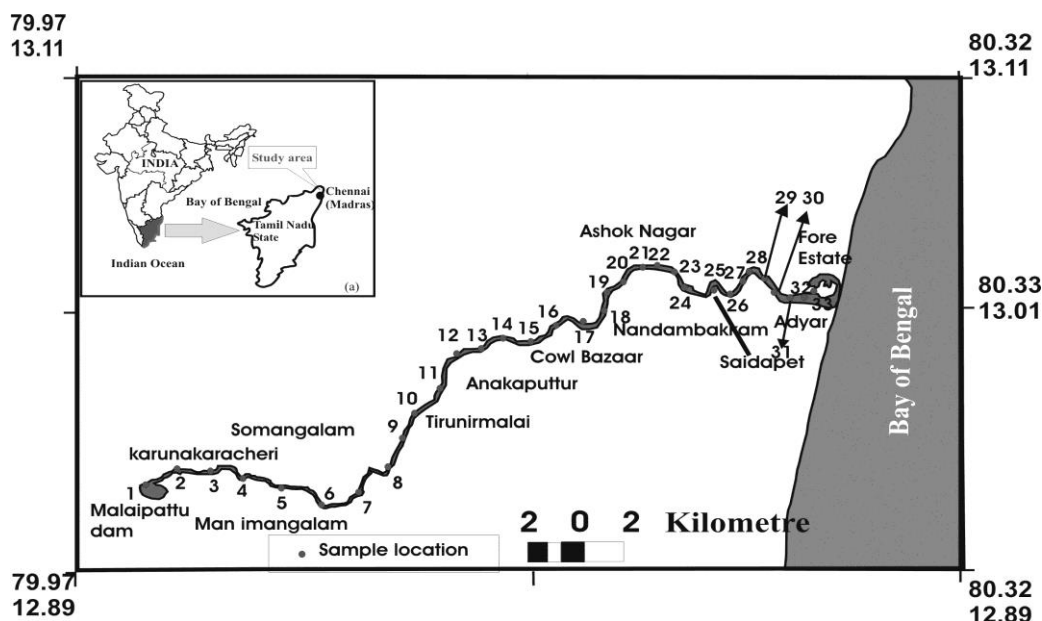 79.97
13.11
80.32
13.11
INDIA
Study area
Bay of Bengal
Chennai
(Madras)
Tamil Nadu
State
Indian Ocean
(a)
29 30
Fore
Estate
Ashok Nagar
19 20 21 22 23 24 25 26 27 28
32 33
31
80.33
13.01
Adyar
Nandambakkam
Saidapet
12 13 14 15 16 17 18
Cowl Bazaar
11
Anakaputtur
10
Tirunirmalai
9
Somangalam
karunakaracheri
1 2 3 4 5 6 7 8
Malaipattu
dam
Man imangalam
Bay of Bengal
2 0 2 Kilometre
Sample location
79.97
12.89
80.32
12.89